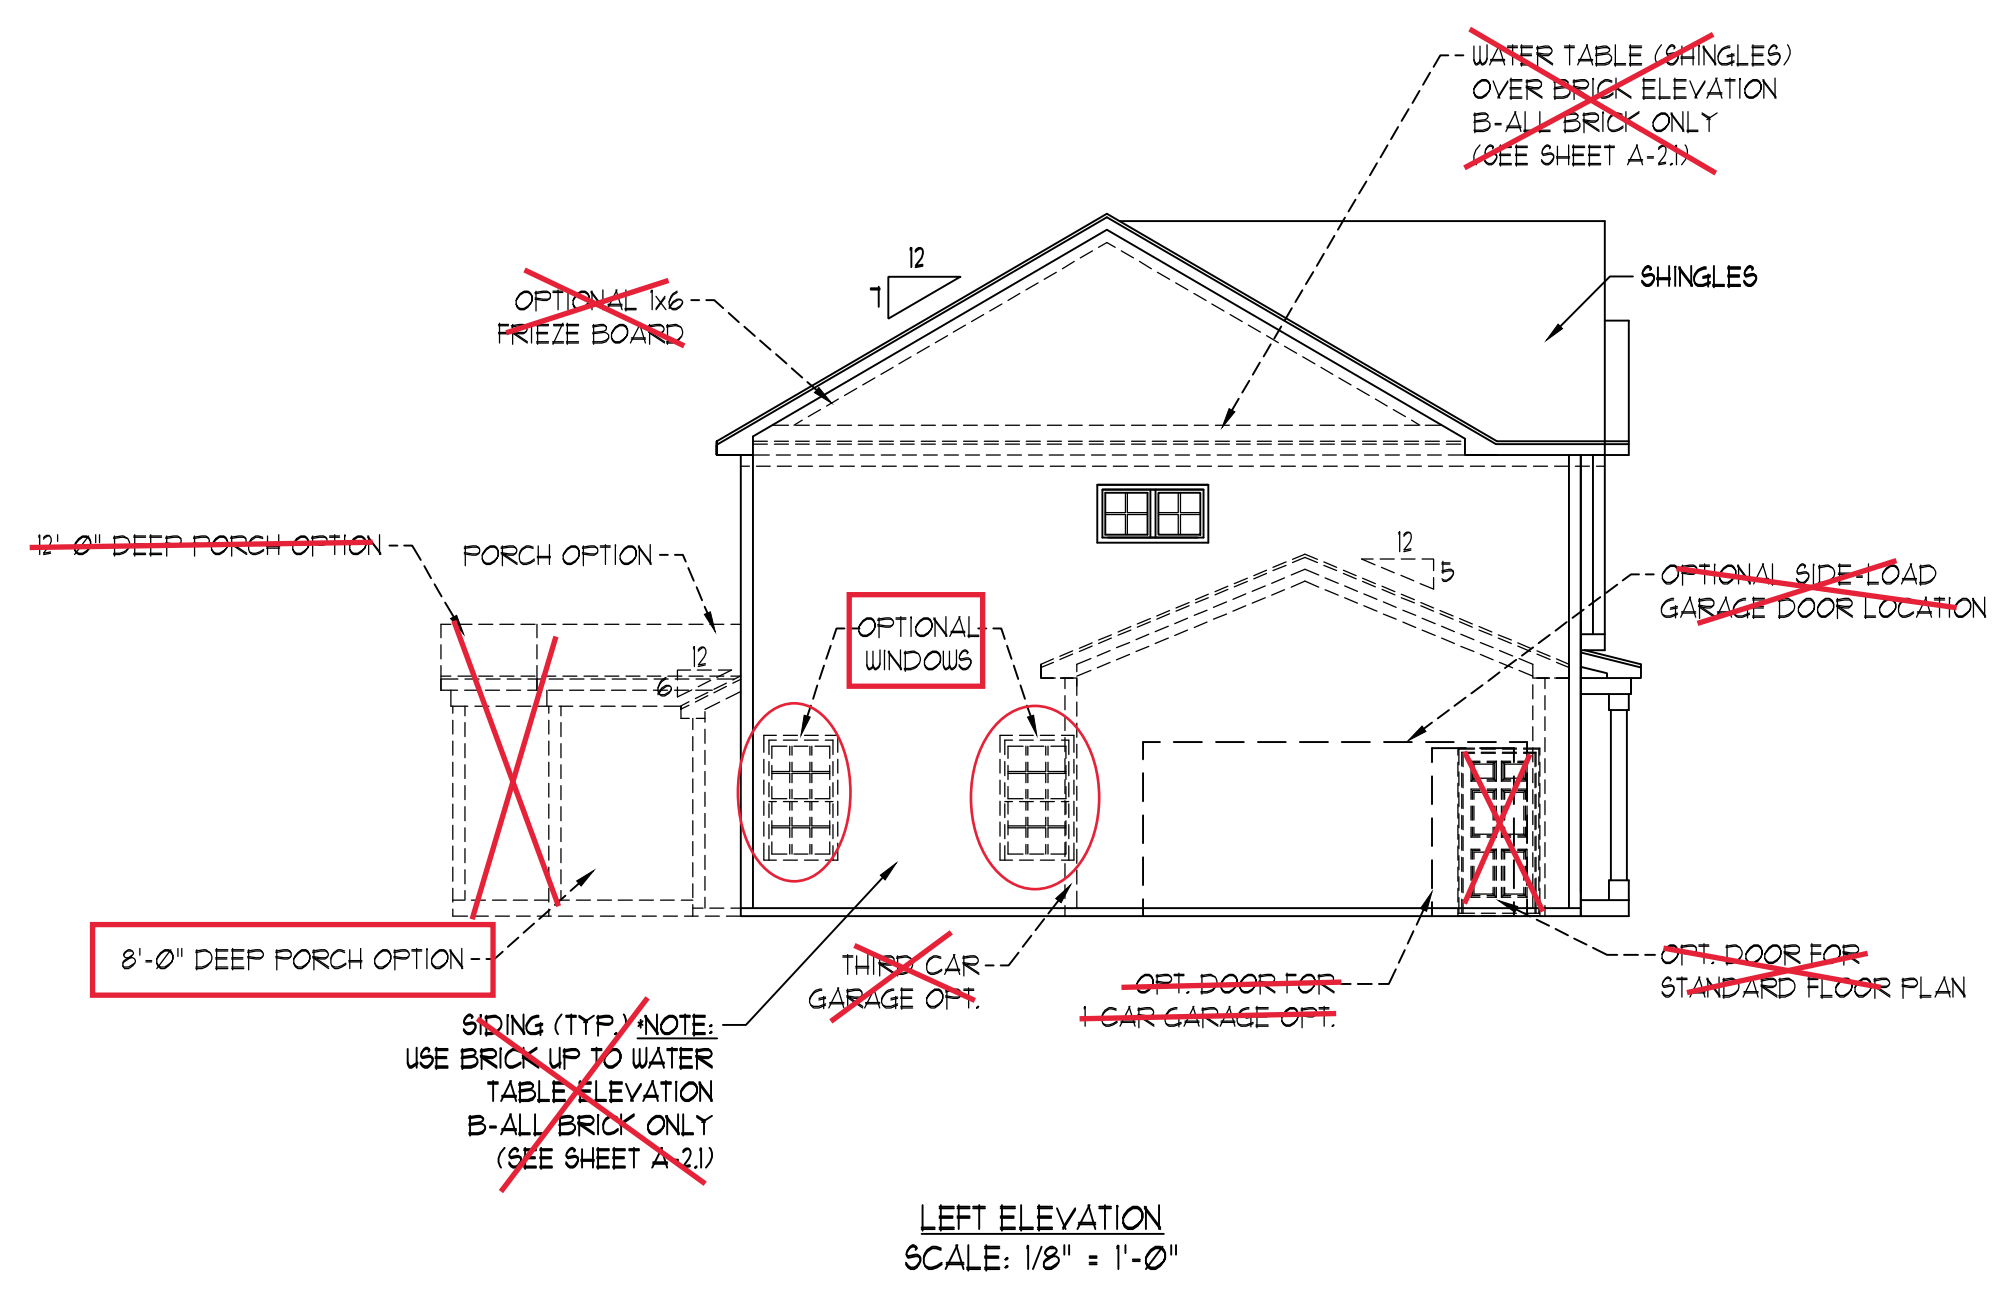 WATER TABLE (SHINGLES)
OVER BRICK ELEVATION
B-ALL BRICK ONLY
(SEE SHEET A-2.1)
12
7
SHINGLES
OPTIONAL 1x6
FRIEZE BOARD
12'-0" DEEP PORCH OPTION
PORCH OPTION
12
5
OPTIONAL SIDE-LOAD
GARAGE DOOR LOCATION
OPTIONAL
WINDOWS
12
6
8'-0" DEEP PORCH OPTION
THIRD CAR
GARAGE OPT.
OPT. DOOR FOR
1 CAR GARAGE OPT.
OPT. DOOR FOR
STANDARD FLOOR PLAN
SIDING (TYP.) *NOTE:
USE BRICK UP TO WATER
TABLE ELEVATION
B-ALL BRICK ONLY
(SEE SHEET A-2.1)
LEFT ELEVATION
SCALE: 1/8" = 1'-0"